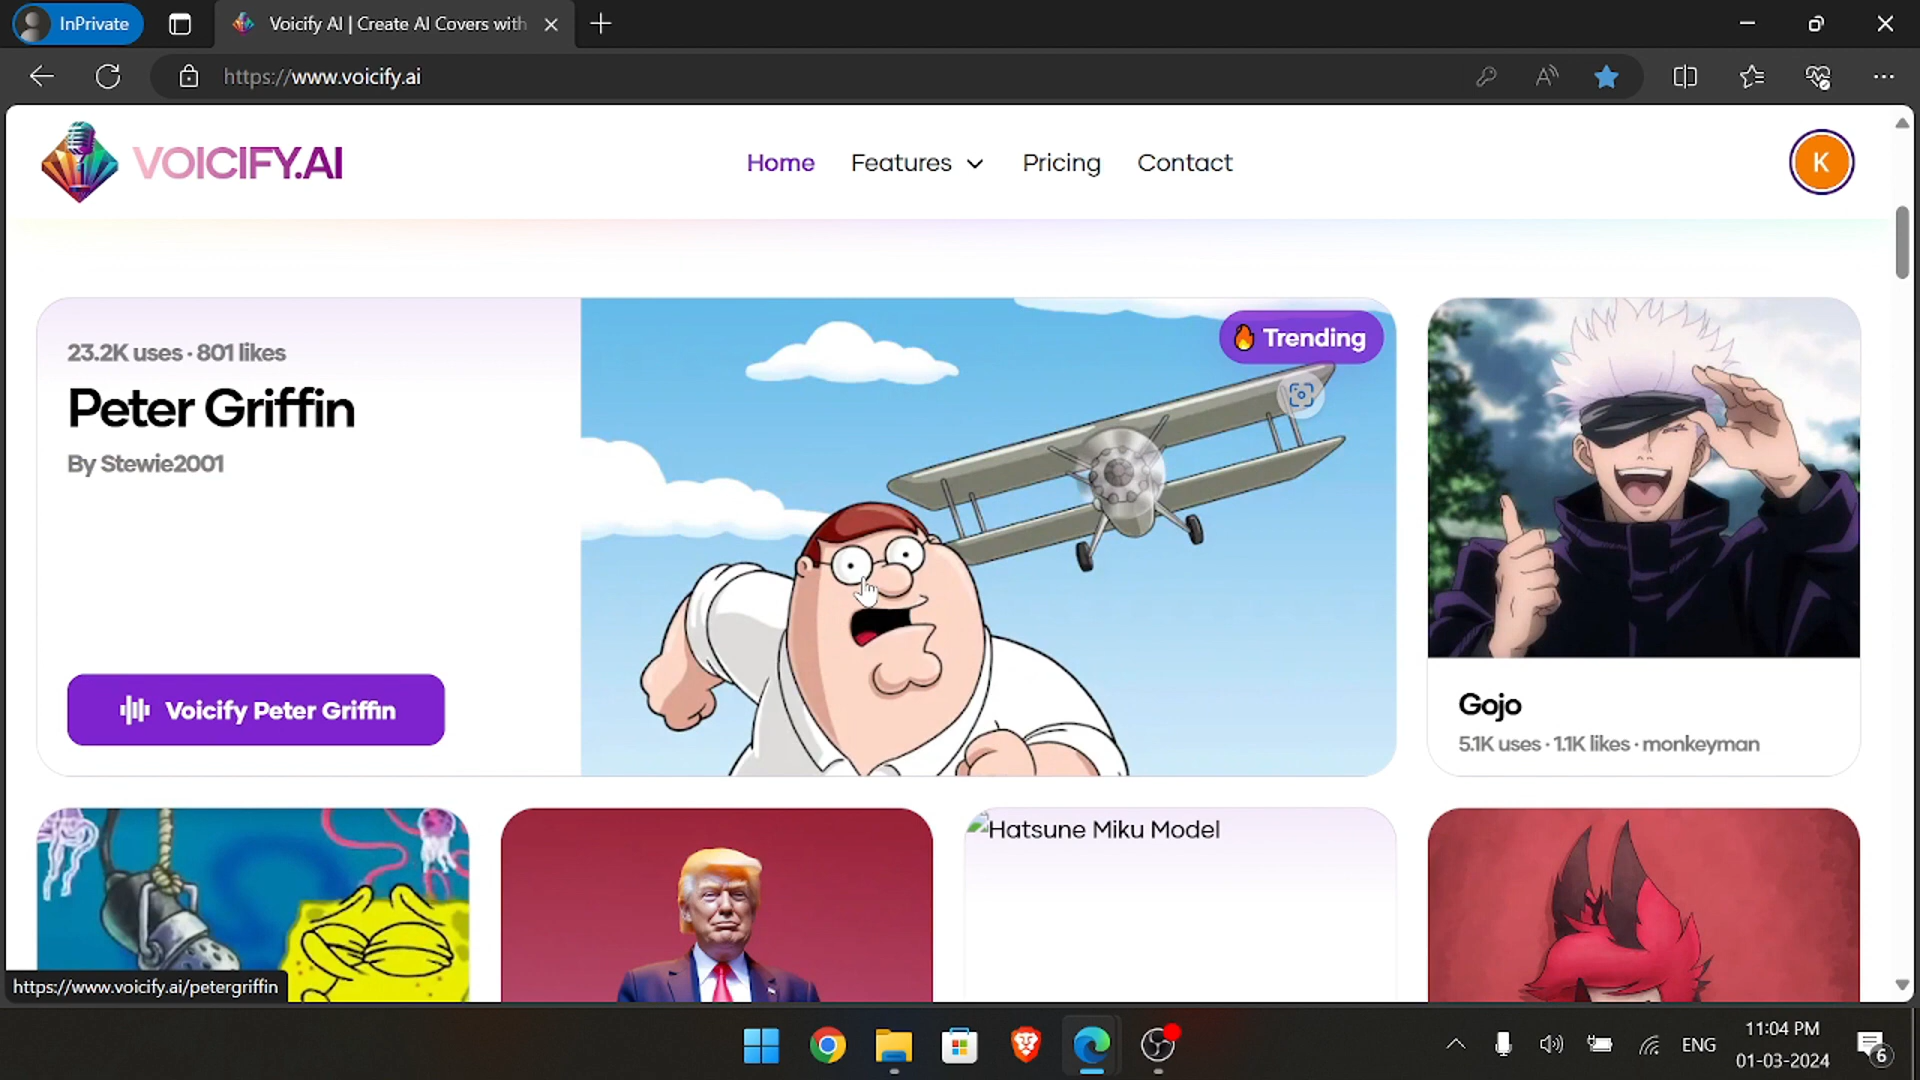 InPrivate
Voicify AI | Create AI Covers with
https://www.voicify.ai
VOICIFY.AI
Home
Features
Pricing
Contact
K
23.2K uses · 801 likes
Peter Griffin
By Stewie2001
Voicify Peter Griffin
Trending
Gojo
5.1K uses · 1.1K likes · monkeyman
Hatsune Miku Model
https://www.voicify.ai/petergriffin
ENG
11:04 PM
01-03-2024
6